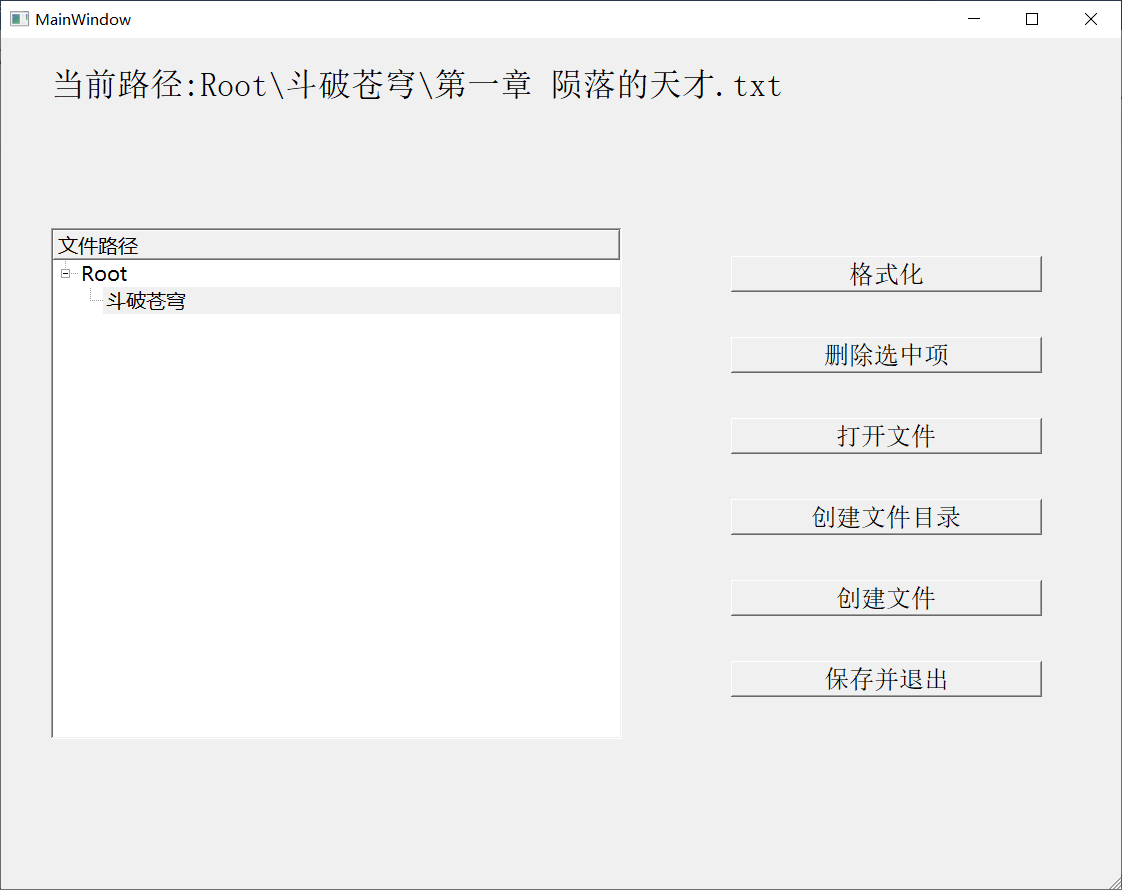 MainWindow
当前路径:Root\斗破苍穹\第一章 陨落的天才.txt
文件路径
Root
斗破苍穹
格式化
删除选中项
打开文件
创建文件目录
创建文件
保存并退出